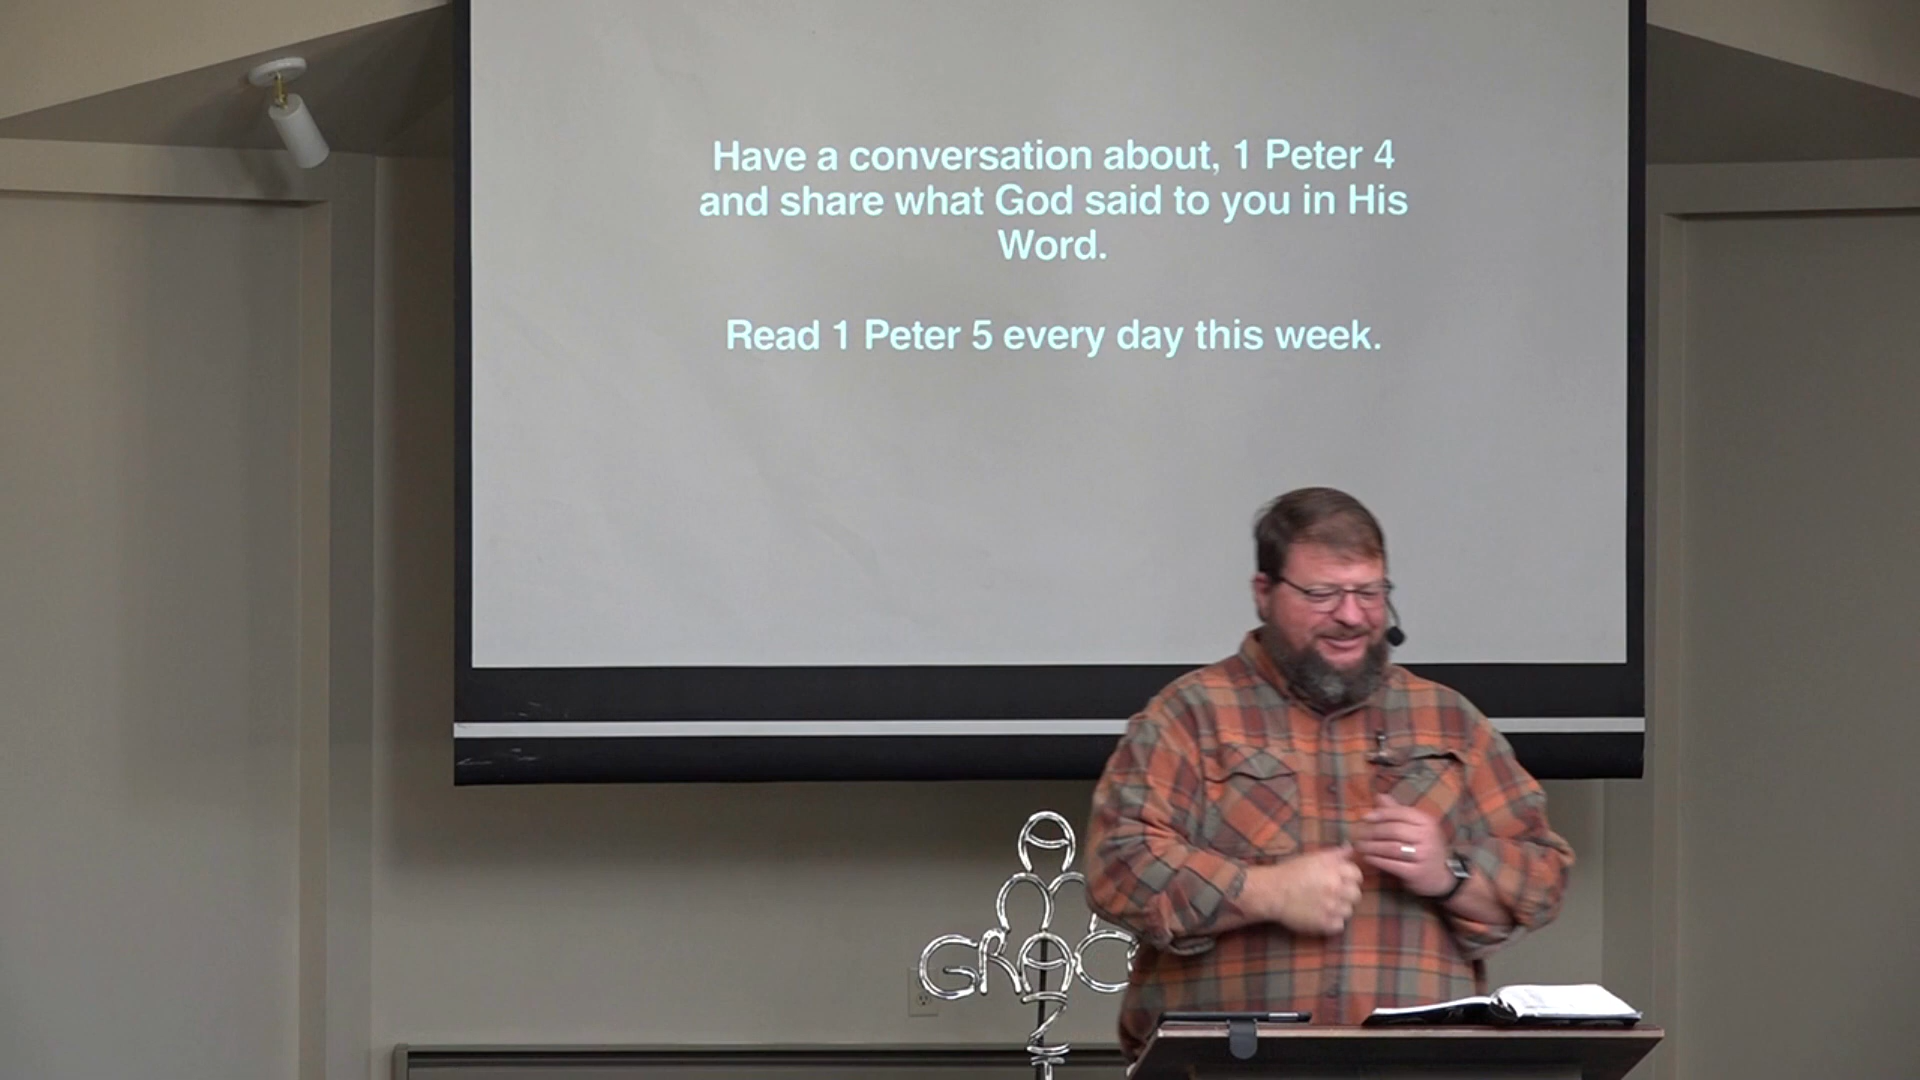 Have a conversation about, 1 Peter 4
and share what God said to you in His
Word.
Read 1 Peter 5 every day this week.
GRAC